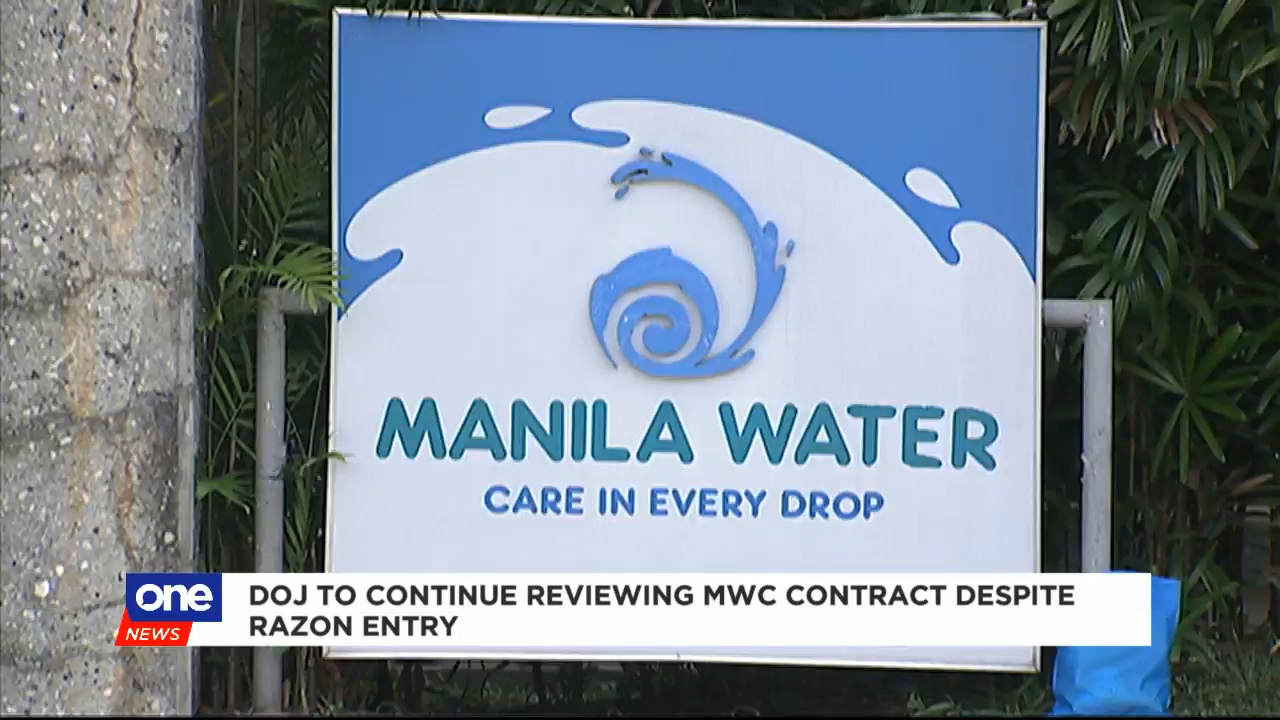 MANILA WATER
CARE IN EVERY DROP
one
NEWS
DOJ TO CONTINUE REVIEWING MWC CONTRACT DESPITE
RAZON ENTRY